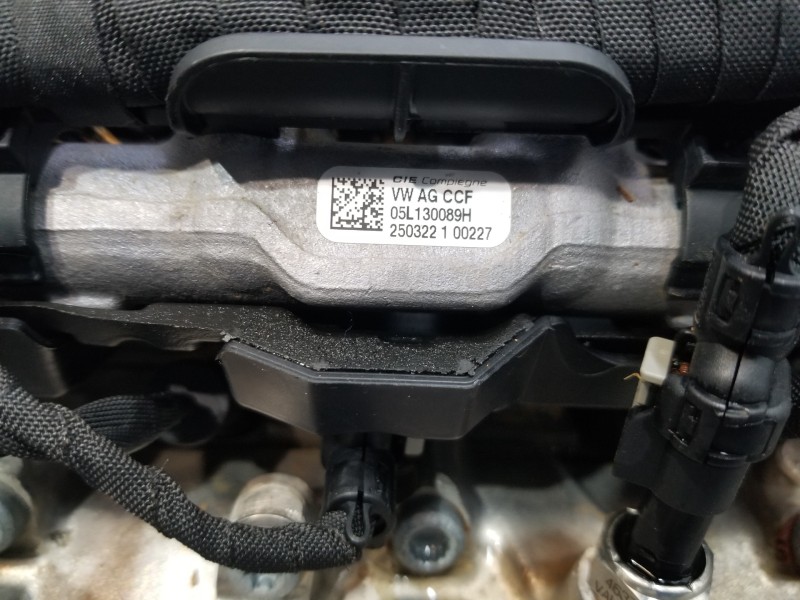 CIE Compiegne
VW AG CCF
05L130089H
250322 1 00227